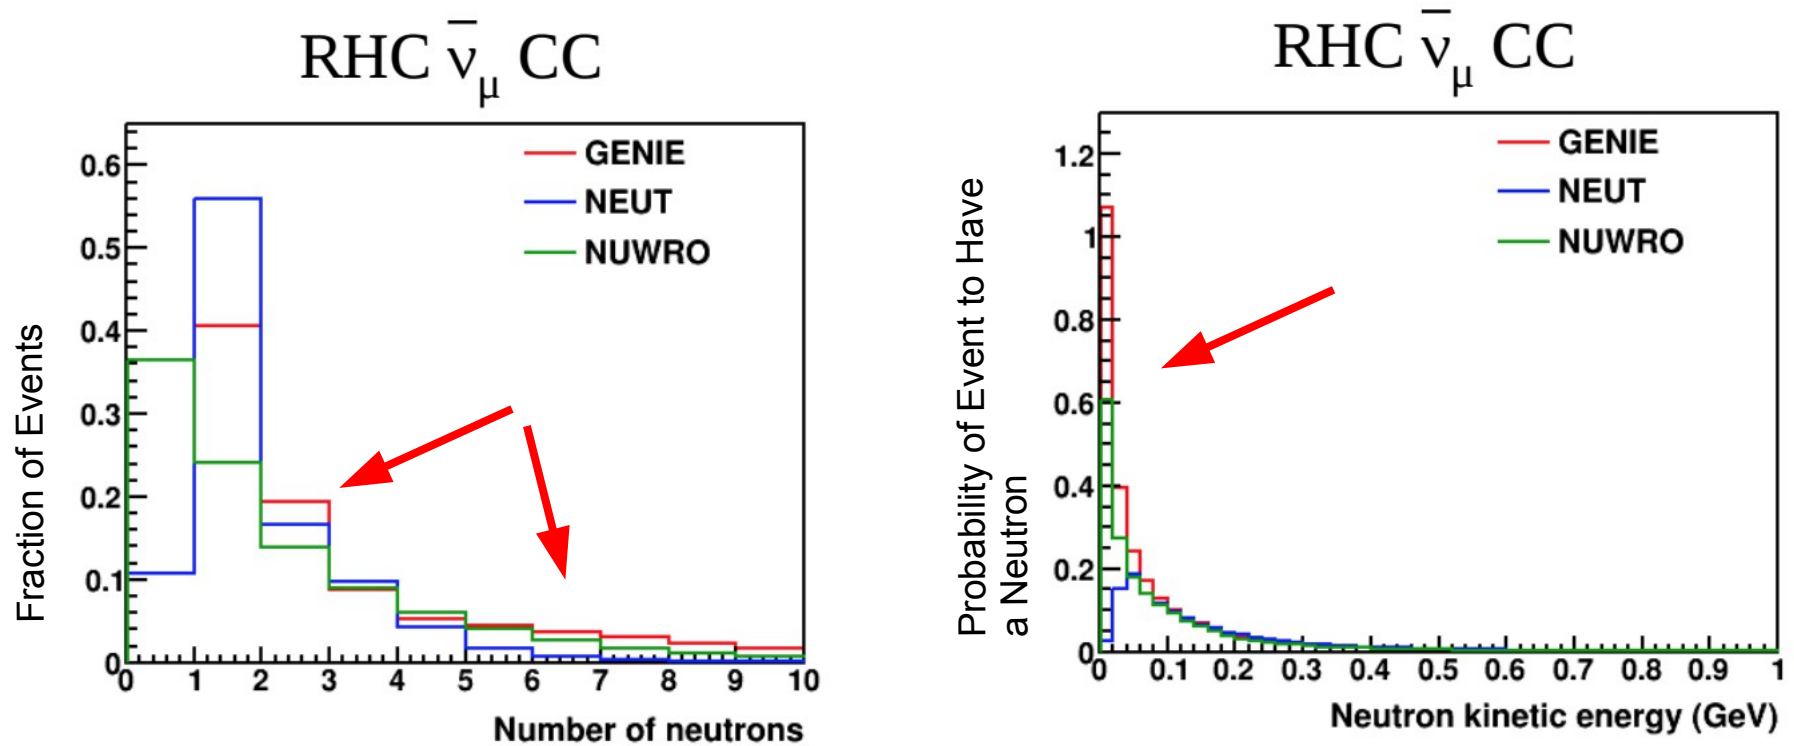 RHC ν̅μ CC
GENIE
NEUT
NUWRO
0.6
0.5
0.4
0.3
0.2
0.1
0
0 1 2 3 4 5 6 7 8 9 10
Fraction of Events
Number of neutrons
RHC ν̅μ CC
GENIE
NEUT
NUWRO
1.2
1
0.8
0.6
0.4
0.2
0
0 0.1 0.2 0.3 0.4 0.5 0.6 0.7 0.8 0.9 1
Probability of Event to Have
a Neutron
Neutron kinetic energy (GeV)